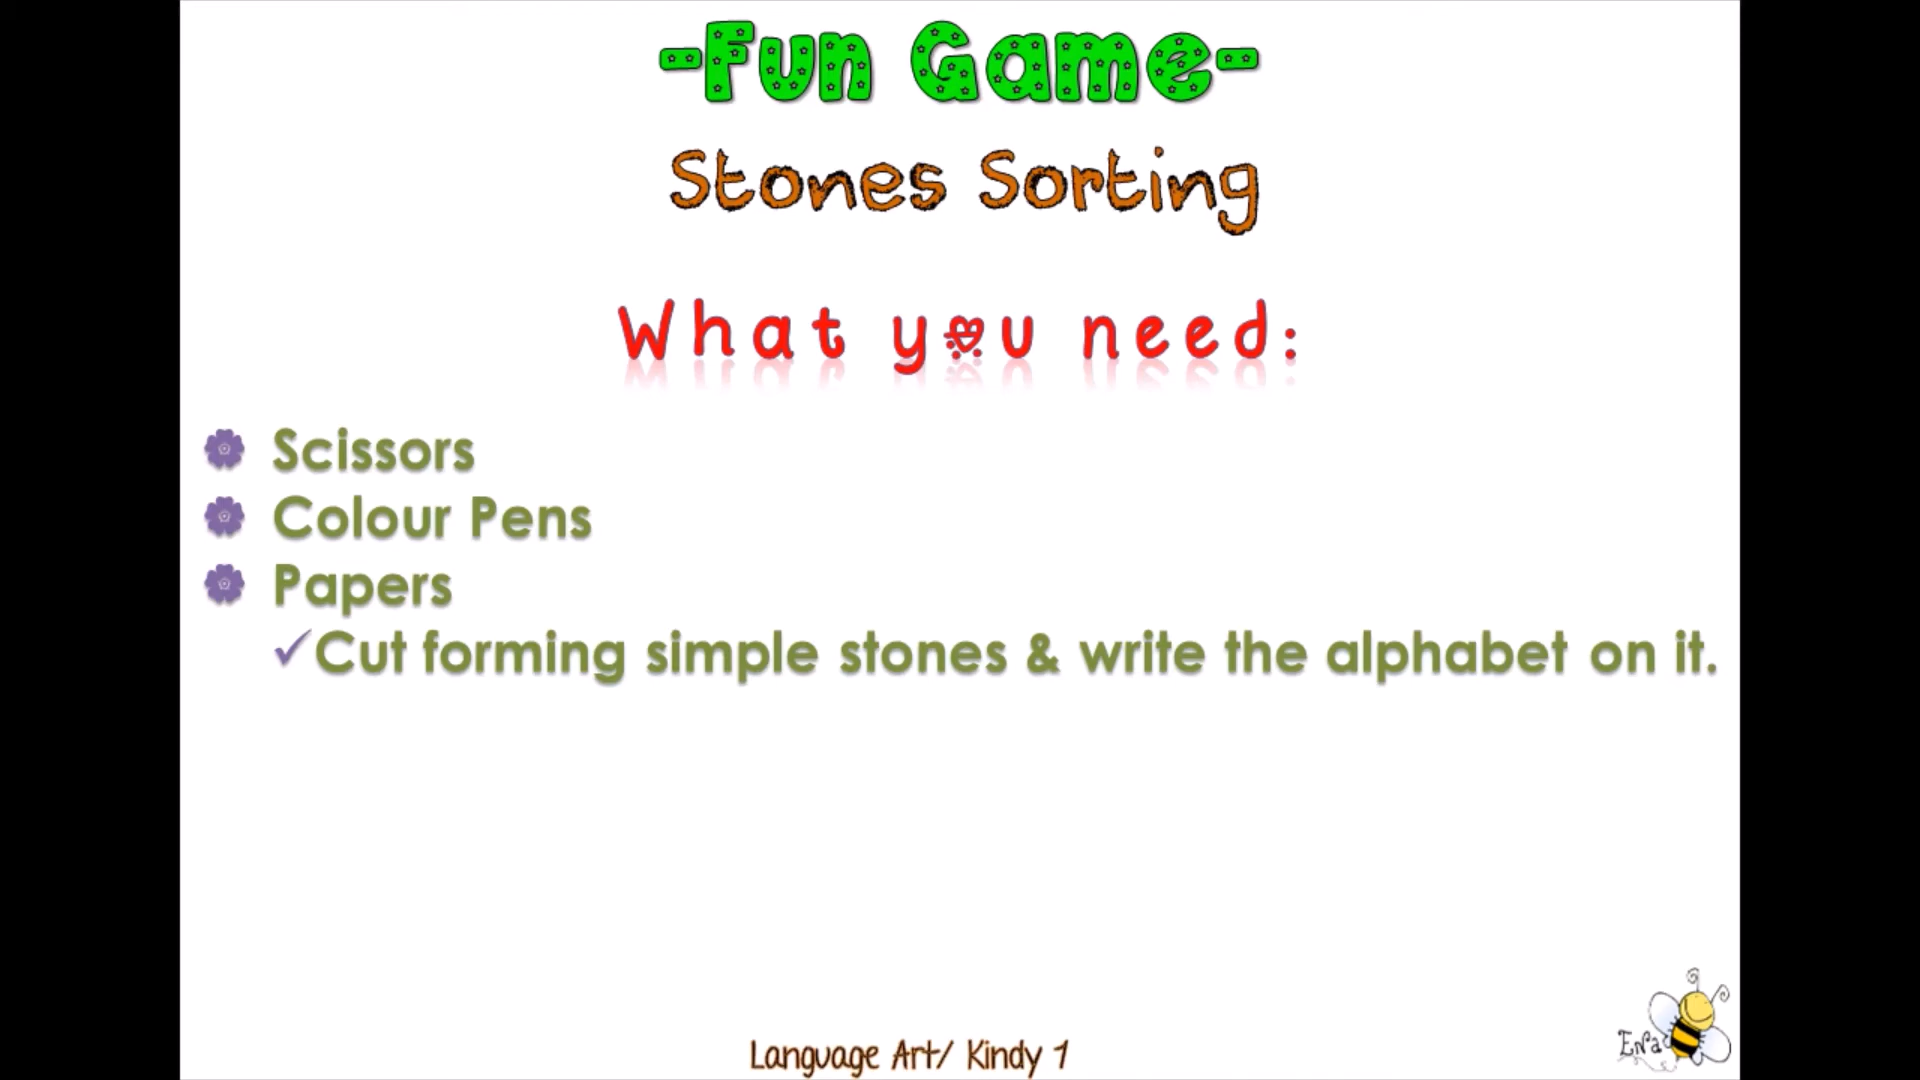 -Fun Game-
Stones Sorting
What you need:
Scissors
Colour Pens
Papers
✓Cut forming simple stones & write the alphabet on it.
Language Art/ Kindy 1